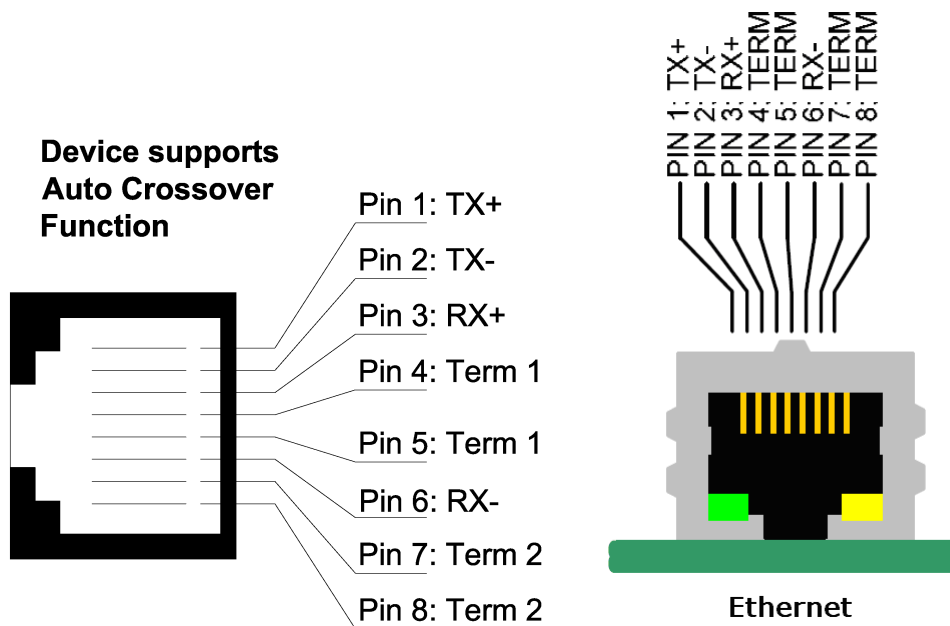 Device supports
Auto Crossover
Function
Pin 1: TX+
Pin 2: TX-
Pin 3: RX+
Pin 4: Term 1
Pin 5: Term 1
Pin 6: RX-
Pin 7: Term 2
Pin 8: Term 2
PIN 1: TX+
PIN 2: TX-
PIN 3: RX+
PIN 4: TERM
PIN 5: TERM
PIN 6: RX-
PIN 7: TERM
PIN 8: TERM
Ethernet